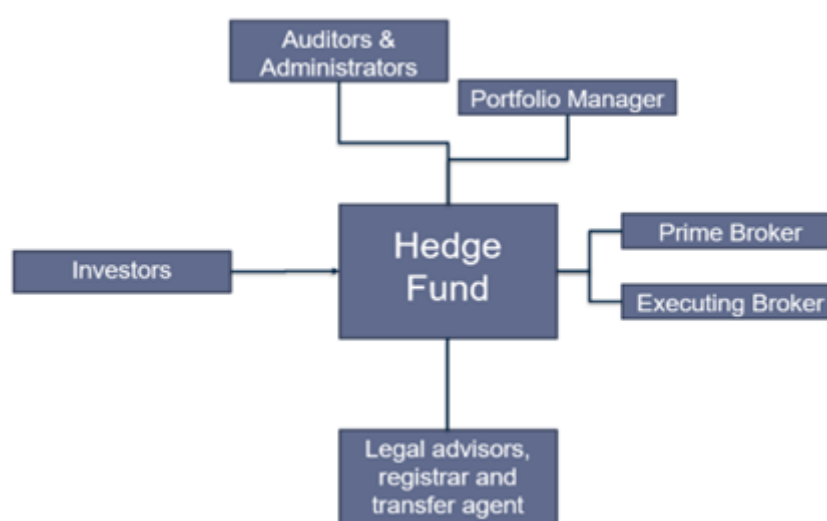 Auditors &
Administrators
Portfolio Manager
Hedge
Fund
Prime Broker
Investors
Executing Broker
Legal advisors,
registrar and
transfer agent